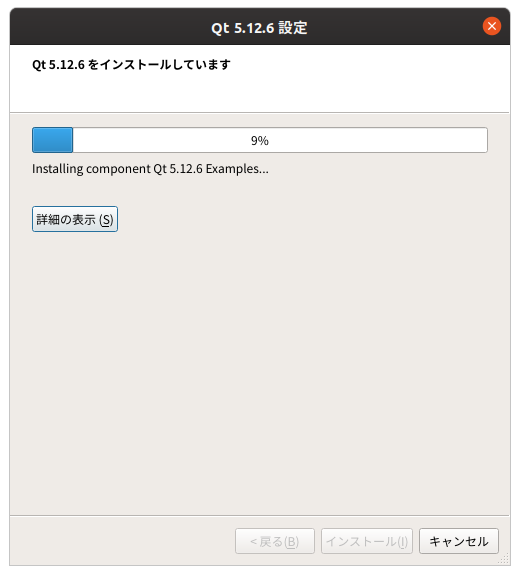 Qt 5.12.6 設定
Qt 5.12.6 をインストールしています
9%
Installing component Qt 5.12.6 Examples...
詳細の表示 (S)
< 戻る(B)
インストール(I)
キャンセル